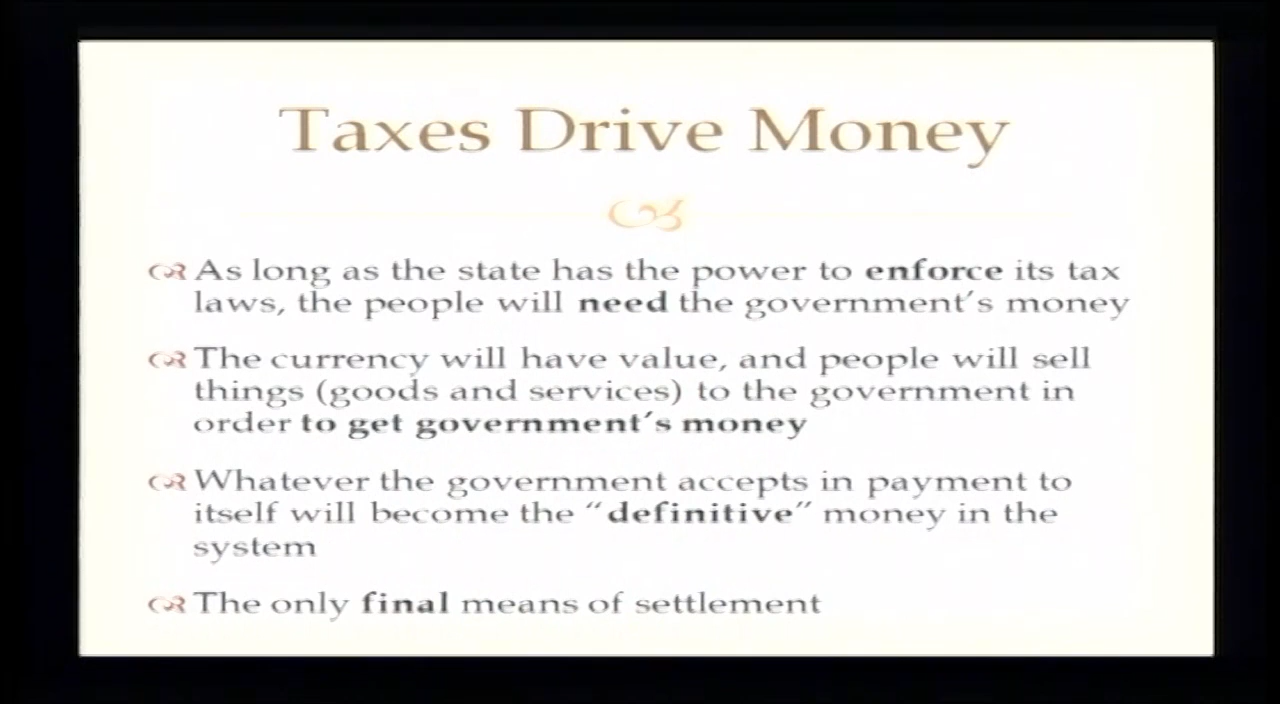 Taxes Drive Money
As long as the state has the power to enforce its tax
laws, the people will need the government's money
The currency will have value, and people will sell
things (goods and services) to the government in
order to get government's money
Whatever the government accepts in payment to
itself will become the “definitive” money in the
system
The only final means of settlement